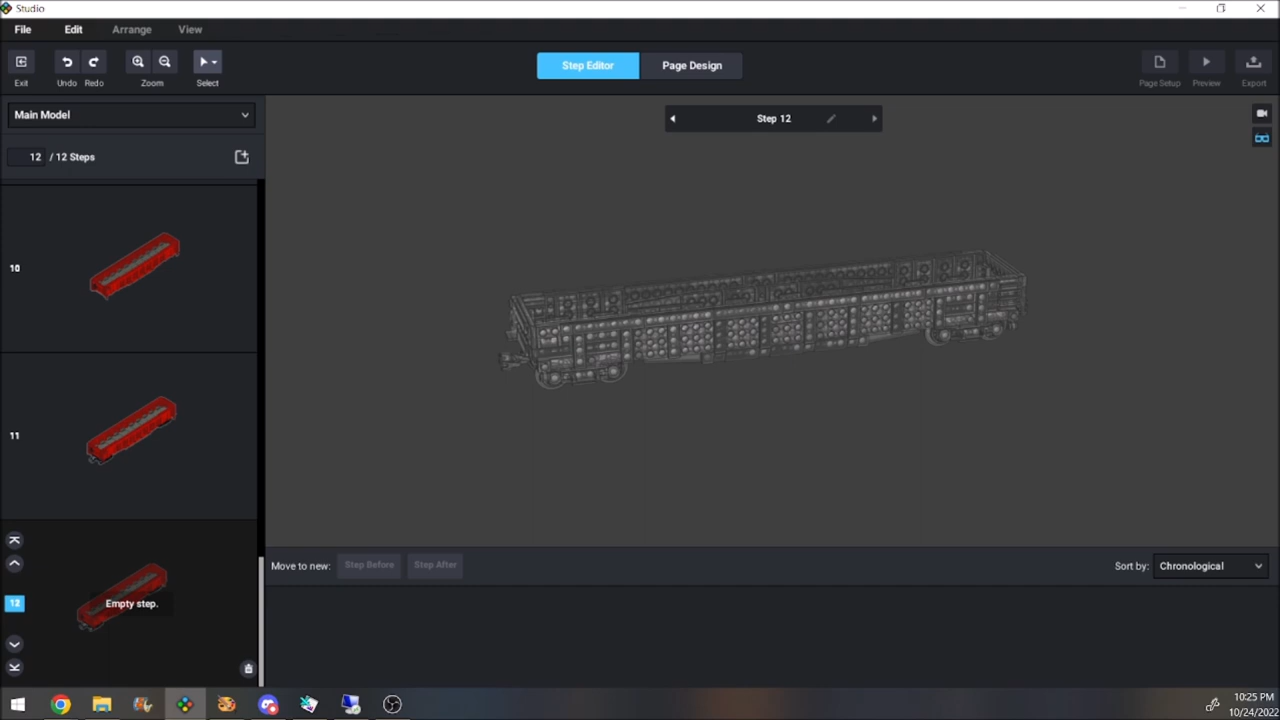 Studio
File Edit Arrange View
Exit Undo Redo Zoom Select
Step Editor Page Design
Page Setup Preview Export
Main Model
12 / 12 Steps
Step 12
10
11
12
Empty step.
Move to new: Step Before Step After
Sort by: Chronological
10:25 PM
10/24/2022